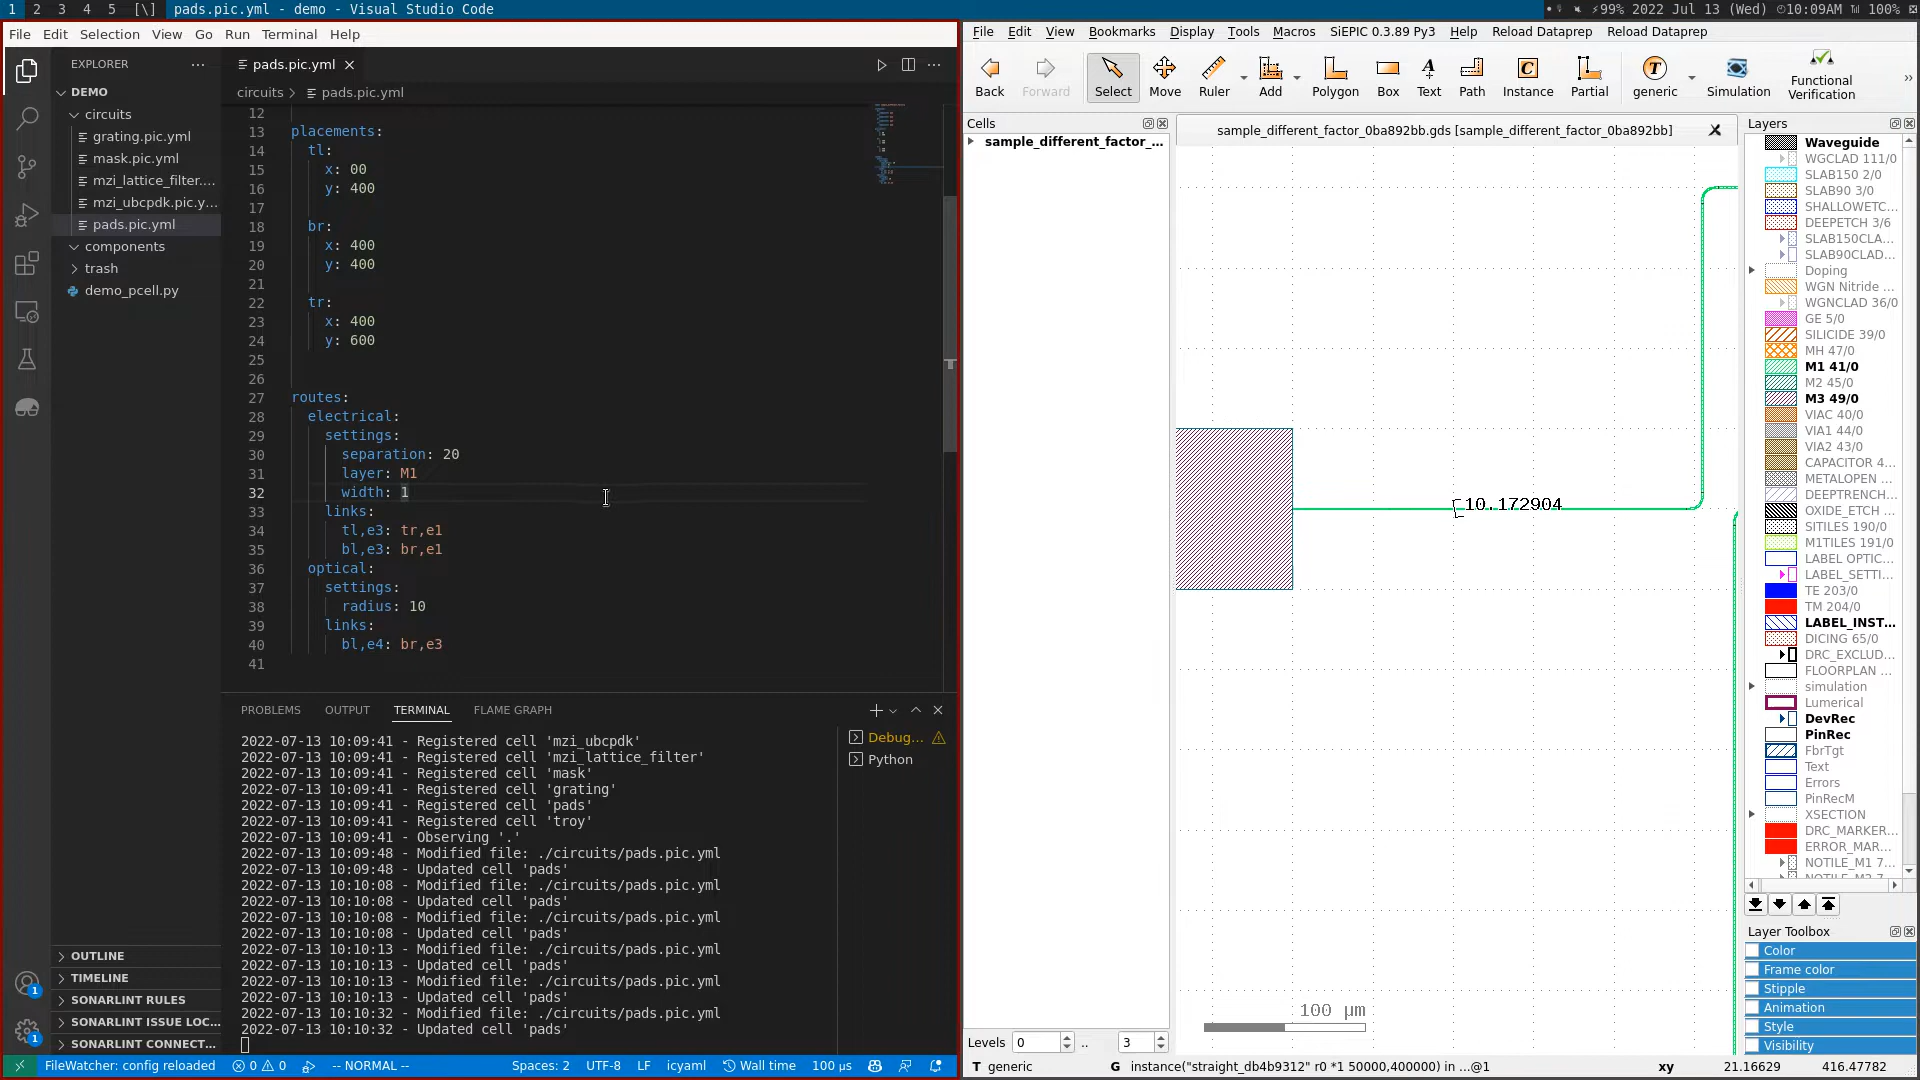 1 2 3 4 5 [\] pads.pic.yml - demo - Visual Studio Code
99% 2022 Jul 13 (Wed) 10:09AM 100%
File Edit Selection View Go Run Terminal Help
EXPLORER
DEMO
circuits
grating.pic.yml
mask.pic.yml
mzi_lattice_filter....
mzi_ubcpdk.pic.y...
pads.pic.yml
components
trash
demo_pcell.py
OUTLINE
TIMELINE
SONARLINT RULES
SONARLINT ISSUE LOC...
SONARLINT CONNECT...
1
1
pads.pic.yml
circuits > pads.pic.yml
12
13 placements:
14 tl:
15 x: 00
16 y: 400
17
18 br:
19 x: 400
20 y: 400
21
22 tr:
23 x: 400
24 y: 600
25
26
27 routes:
28 electrical:
29 settings:
30 separation: 20
31 layer: M1
32 width: 1
33 links:
34 tl,e3: tr,e1
35 bl,e3: br,e1
36 optical:
37 settings:
38 radius: 10
39 links:
40 bl,e4: br,e3
41
PROBLEMS OUTPUT TERMINAL FLAME GRAPH
2022-07-13 10:09:41 - Registered cell 'mzi_ubcpdk'
2022-07-13 10:09:41 - Registered cell 'mzi_lattice_filter'
2022-07-13 10:09:41 - Registered cell 'mask'
2022-07-13 10:09:41 - Registered cell 'grating'
2022-07-13 10:09:41 - Registered cell 'pads'
2022-07-13 10:09:41 - Registered cell 'troy'
2022-07-13 10:09:41 - Observing '.'
2022-07-13 10:09:48 - Modified file: ./circuits/pads.pic.yml
2022-07-13 10:09:48 - Updated cell 'pads'
2022-07-13 10:10:08 - Modified file: ./circuits/pads.pic.yml
2022-07-13 10:10:08 - Updated cell 'pads'
2022-07-13 10:10:08 - Modified file: ./circuits/pads.pic.yml
2022-07-13 10:10:08 - Updated cell 'pads'
2022-07-13 10:10:13 - Modified file: ./circuits/pads.pic.yml
2022-07-13 10:10:13 - Updated cell 'pads'
2022-07-13 10:10:13 - Modified file: ./circuits/pads.pic.yml
2022-07-13 10:10:13 - Updated cell 'pads'
2022-07-13 10:10:32 - Modified file: ./circuits/pads.pic.yml
2022-07-13 10:10:32 - Updated cell 'pads'
Debug...
Python
FileWatcher: config reloaded 0 0 -- NORMAL -- Spaces: 2 UTF-8 LF icyaml Wall time 100 μs
File Edit View Bookmarks Display Tools Macros SiEPIC 0.3.89 Py3 Help Reload Dataprep Reload Dataprep
Back Forward Select Move Ruler Add Polygon Box Text Path Instance Partial generic Simulation Functional Verification
Cells
sample_different_factor_...
sample_different_factor_0ba892bb.gds [sample_different_factor_0ba892bb]
10.172904
100 μm
Levels 0 .. 3
Layers
Waveguide
WGCLAD 111/0
SLAB150 2/0
SLAB90 3/0
SHALLOWETC...
DEEPETCH 3/6
SLAB150CLA...
SLAB90CLAD...
Doping
WGN Nitride ...
WGNCLAD 36/0
GE 5/0
SILICIDE 39/0
MH 47/0
M1 41/0
M2 45/0
M3 49/0
VIAC 40/0
VIA1 44/0
VIA2 43/0
CAPACITOR 4...
METALOPEN ...
DEEPTRENCH...
OXIDE_ETCH ...
SITILES 190/0
M1TILES 191/0
LABEL OPTIC...
LABEL_SETTI...
TE 203/0
TM 204/0
LABEL_INST...
DICING 65/0
DRC_EXCLUD...
FLOORPLAN ...
simulation
Lumerical
DevRec
PinRec
FbrTgt
Text
Errors
PinRecM
XSECTION
DRC_MARKER...
ERROR_MAR...
NOTILE_M1 7...
NOTILE_M2 7...
Layer Toolbox
Color
Frame color
Stipple
Animation
Style
Visibility
T generic G instance("straight_db4b9312" r0 *1 50000,400000) in ...@1 xy 21.16629 416.47782